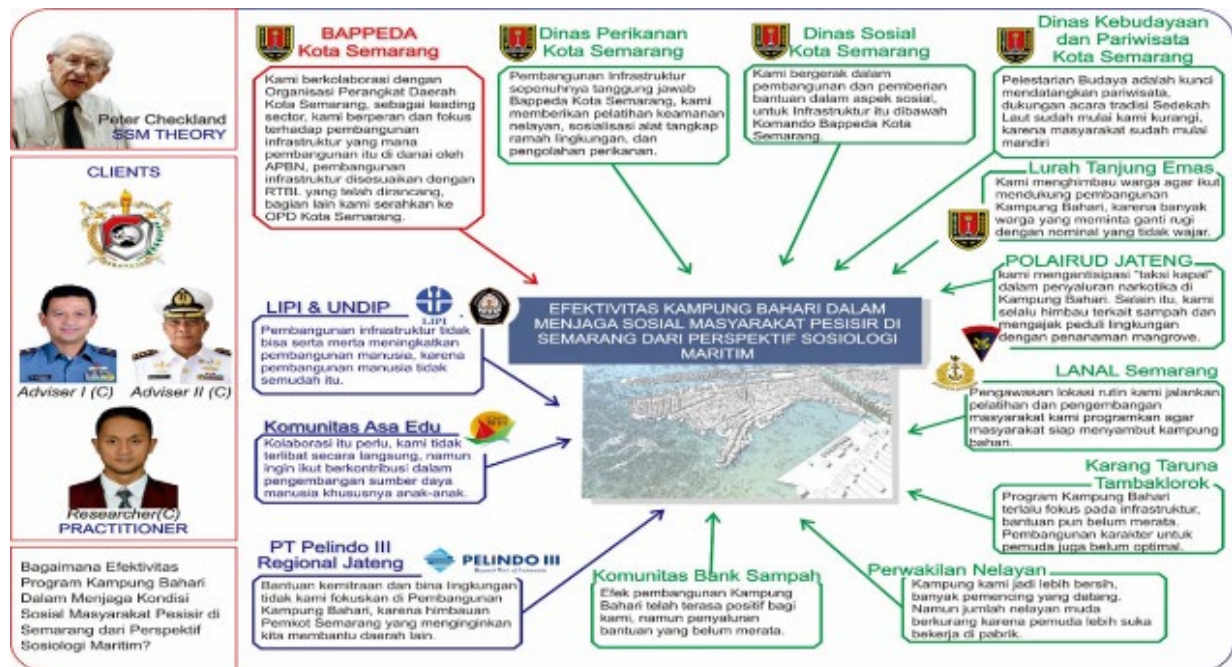 Peter Checkland
SSM THEORY
CLIENTS
Adviser I (C)
Adviser II (C)
Researcher(C)
PRACTITIONER
Bagaimana Efektivitas
Program Kampung Bahari
Dalam Menjaga Kondisi
Sosial Masyarakat Pesisir di
Semarang dari Perspektif
Sosiologi Maritim?
BAPPEDA
Kota Semarang
Kami berkolaborasi dengan
Organisasi Perangkat Daerah
Kota Semarang, sebagai leading
sector, kami berperan dan fokus
terhadap pembangunan
infrastruktur yang mana
pembangunan itu di danai oleh
APBN, pembangunan
infrastruktur disesuaikan dengan
RTBL yang telah dirancang,
bagian lain kami serahkan ke
OPD Kota Semarang.
Dinas Perikanan
Kota Semarang
Pembangunan Infrastruktur
sepenuhnya tanggung jawab
Bappeda Kota Semarang, kami
memberikan pelatihan keamanan
nelayan, sosialisasi alat tangkap
ramah lingkungan, dan
pengolahan perikanan.
Dinas Sosial
Kota Semarang
Kami bergerak dalam
pembangunan dan pemberian
bantuan dalam aspek sosial,
untuk Infrastruktur itu dibawah
Komando Bappeda Kota
Semarang.
Dinas Kebudayaan
dan Pariwisata
Kota Semarang
Pelestarian Budaya adalah kunci
mendatangkan pariwisata,
dukungan acara tradisi Sedekah
Laut sudah mulai kami kurangi,
karena masyarakat sudah mulai
mandiri
Lurah Tanjung Emas
Kami menghimbau warga agar ikut
mendukung pembangunan
Kampung Bahari, karena banyak
warga yang meminta ganti rugi
dengan nominal yang tidak wajar.
POLAIRUD JATENG
kami mengantisipasi "taksi kapal"
dalam penyaluran narkotika di
Kampung Bahari. Selain itu, kami
selalu himbau terkait sampah dan
mengajak peduli lingkungan
dengan penanaman mangrove.
LANAL Semarang
Pengawasan lokasi rutin kami jalankan,
pelatihan dan pengembangan
masyarakat kami programkan agar
masyarakat siap menyambut kampung
bahari.
Karang Taruna
Tambaklorok
Program Kampung Bahari
terlalu fokus pada infrastruktur,
bantuan pun belum merata.
Pembangunan karakter untuk
pemuda juga belum optimal.
Perwakilan Nelayan
Kampung kami jadi lebih bersih,
banyak pemancing yang datang.
Namun jumlah nelayan muda
berkurang karena pemuda lebih suka
bekerja di pabrik.
Komunitas Bank Sampah
Efek pembangunan Kampung
Bahari telah terasa positif bagi
kami, namun penyaluran
bantuan yang belum merata.
PT Pelindo III
Regional Jateng
PELINDO III
Bantuan kemitraan dan bina lingkungan
tidak kami fokuskan di Pembangunan
Kampung Bahari, karena himbauan
Pemkot Semarang yang menginginkan
kita membantu daerah lain.
Komunitas Asa Edu
Kolaborasi itu perlu, kami tidak
terlibat secara langsung, namun
ingin ikut berkontribusi dalam
pengembangan sumber daya
manusia khususnya anak-anak.
LIPI & UNDIP
LIPI
Pembangunan infrastruktur tidak
bisa serta merta meningkatkan
pembangunan manusia, karena
pembangunan manusia tidak
semudah itu.
EFEKTIVITAS KAMPUNG BAHARI DALAM
MENJAGA SOSIAL MASYARAKAT PESISIR DI
SEMARANG DARI PERSPEKTIF SOSIOLOGI
MARITIM